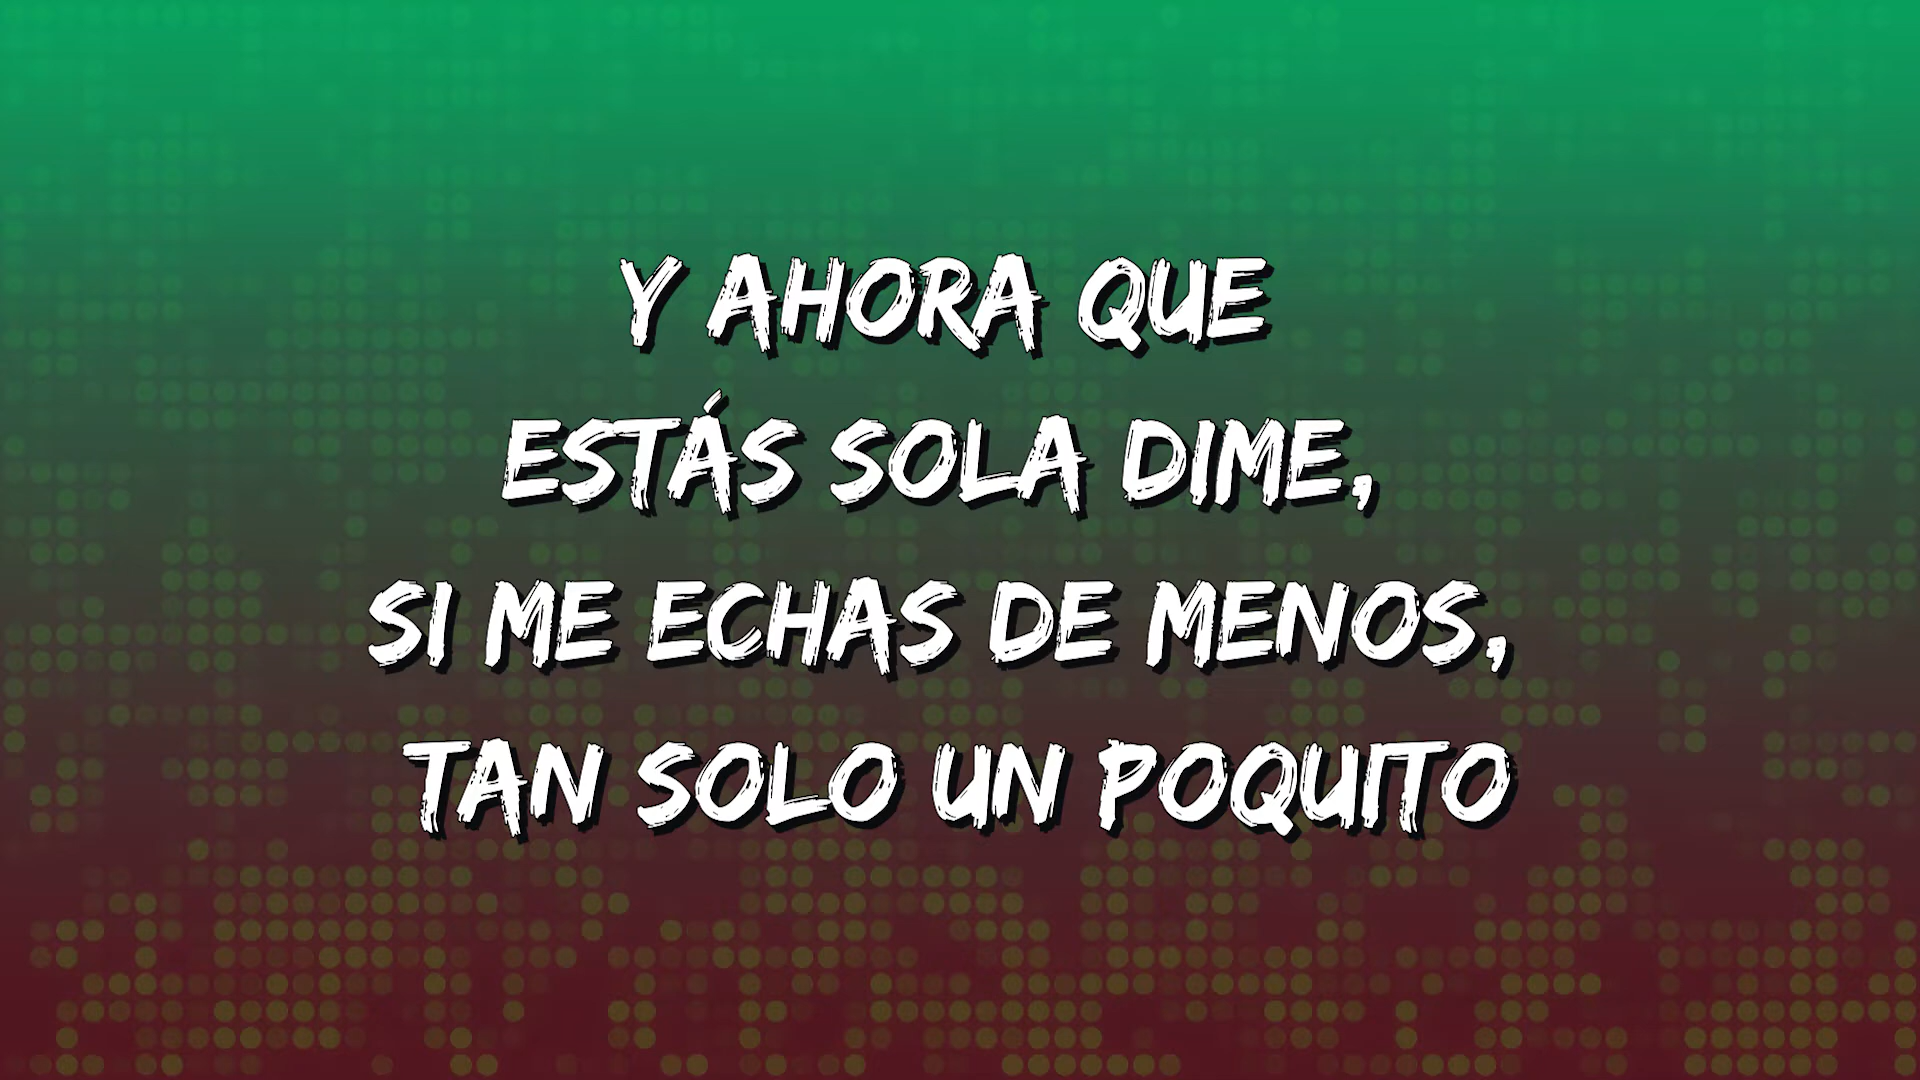 Y AHORA QUE
ESTÁS SOLA DIME,
SI ME ECHAS DE MENOS,
TAN SOLO UN POQUITO